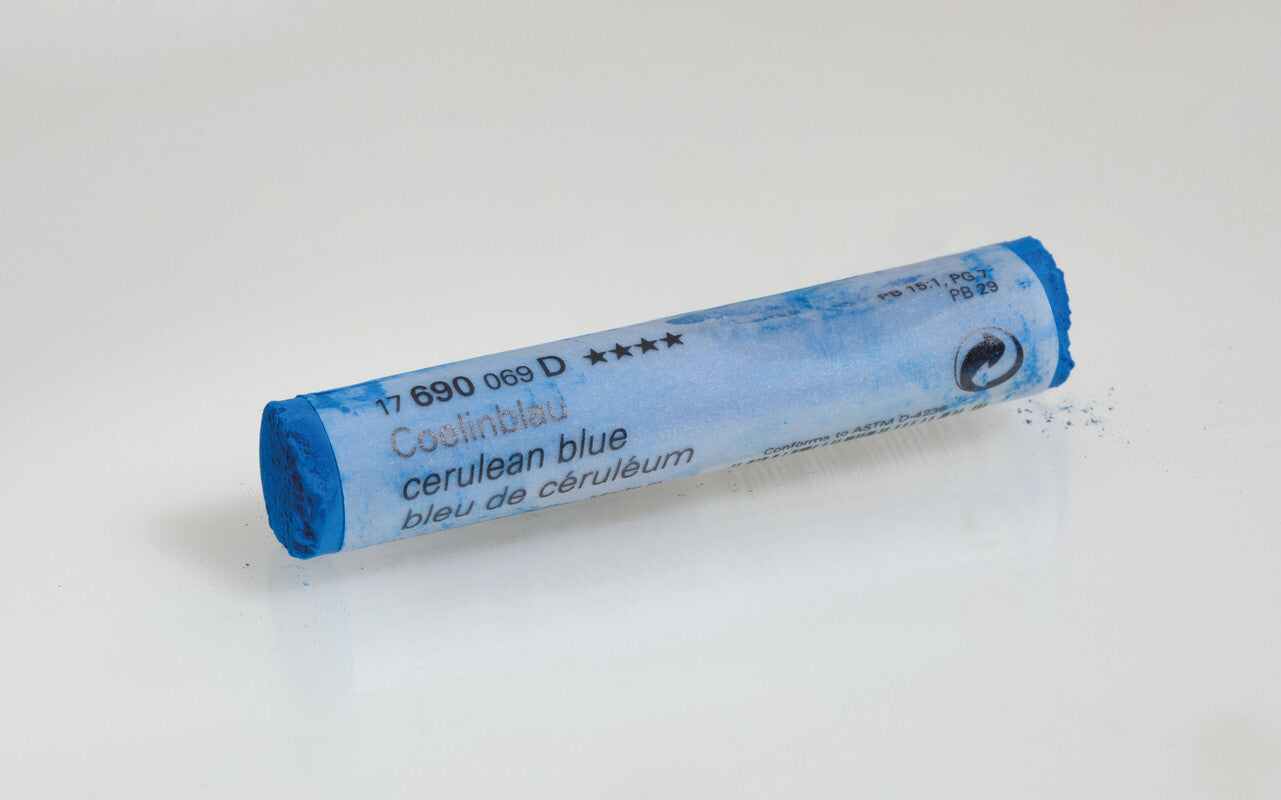 17 690 069 D ★★★★
Coelinblau
cerulean blue
bleu de céruléum
PB 15:1, PG 7
PB 29
Conforms to ASTM D-4236